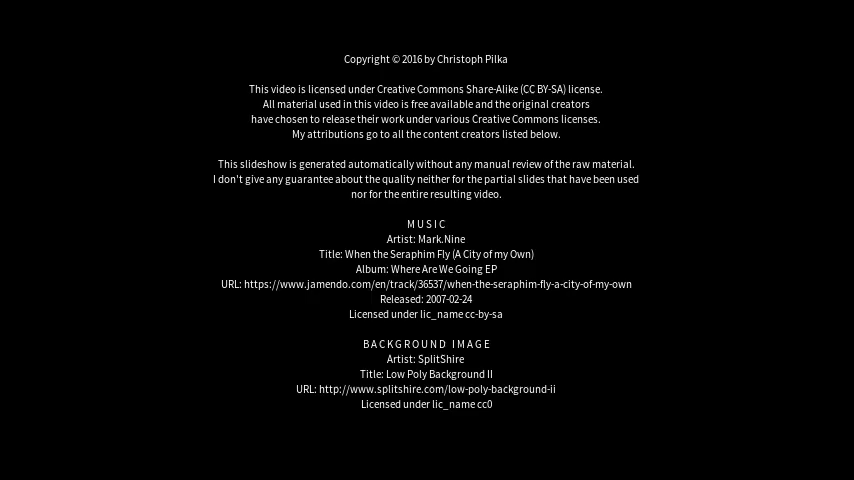 Copyright © 2016 by Christoph Pilka
This video is licensed under Creative Commons Share-Alike (CC BY-SA) license.
All material used in this video is free available and the original creators
have chosen to release their work under various Creative Commons licenses.
My attributions go to all the content creators listed below.
This slideshow is generated automatically without any manual review of the raw material.
I don't give any guarantee about the quality neither for the partial slides that have been used
nor for the entire resulting video.
M U S I C
Artist: Mark.Nine
Title: When the Seraphim Fly (A City of my Own)
Album: Where Are We Going EP
URL: https://www.jamendo.com/en/track/36537/when-the-seraphim-fly-a-city-of-my-own
Released: 2007-02-24
Licensed under lic_name cc-by-sa
B A C K G R O U N D   I M A G E
Artist: SplitShire
Title: Low Poly Background II
URL: http://www.splitshire.com/low-poly-background-ii
Licensed under lic_name cc0